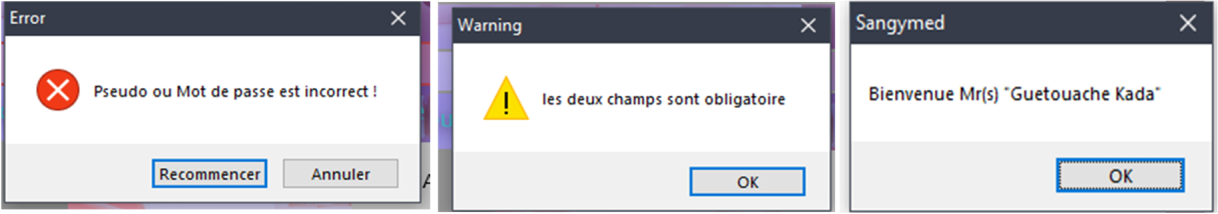 Error
Pseudo ou Mot de passe est incorrect !
Recommencer
Annuler
Warning
les deux champs sont obligatoire
OK
Sangymed
Bienvenue Mr(s) "Guetouache Kada"
OK